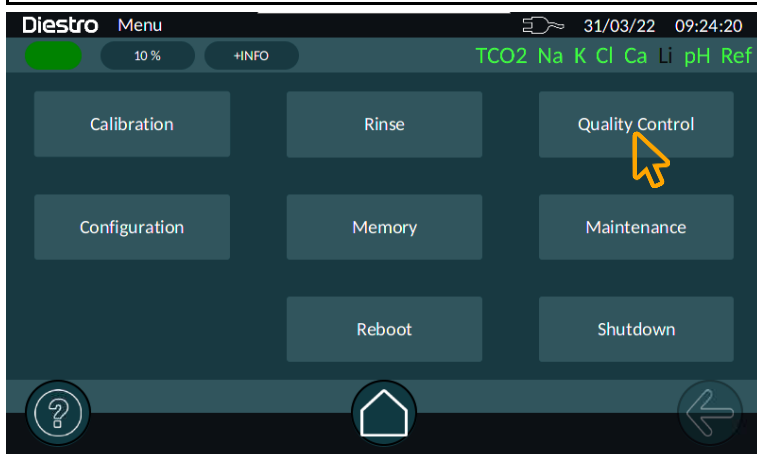 Diestro Menu 31/03/22 09:24:20
10 % +INFO TCO2 Na K Cl Ca Li pH Ref
Calibration Rinse Quality Control
Configuration Memory Maintenance
Reboot Shutdown
?